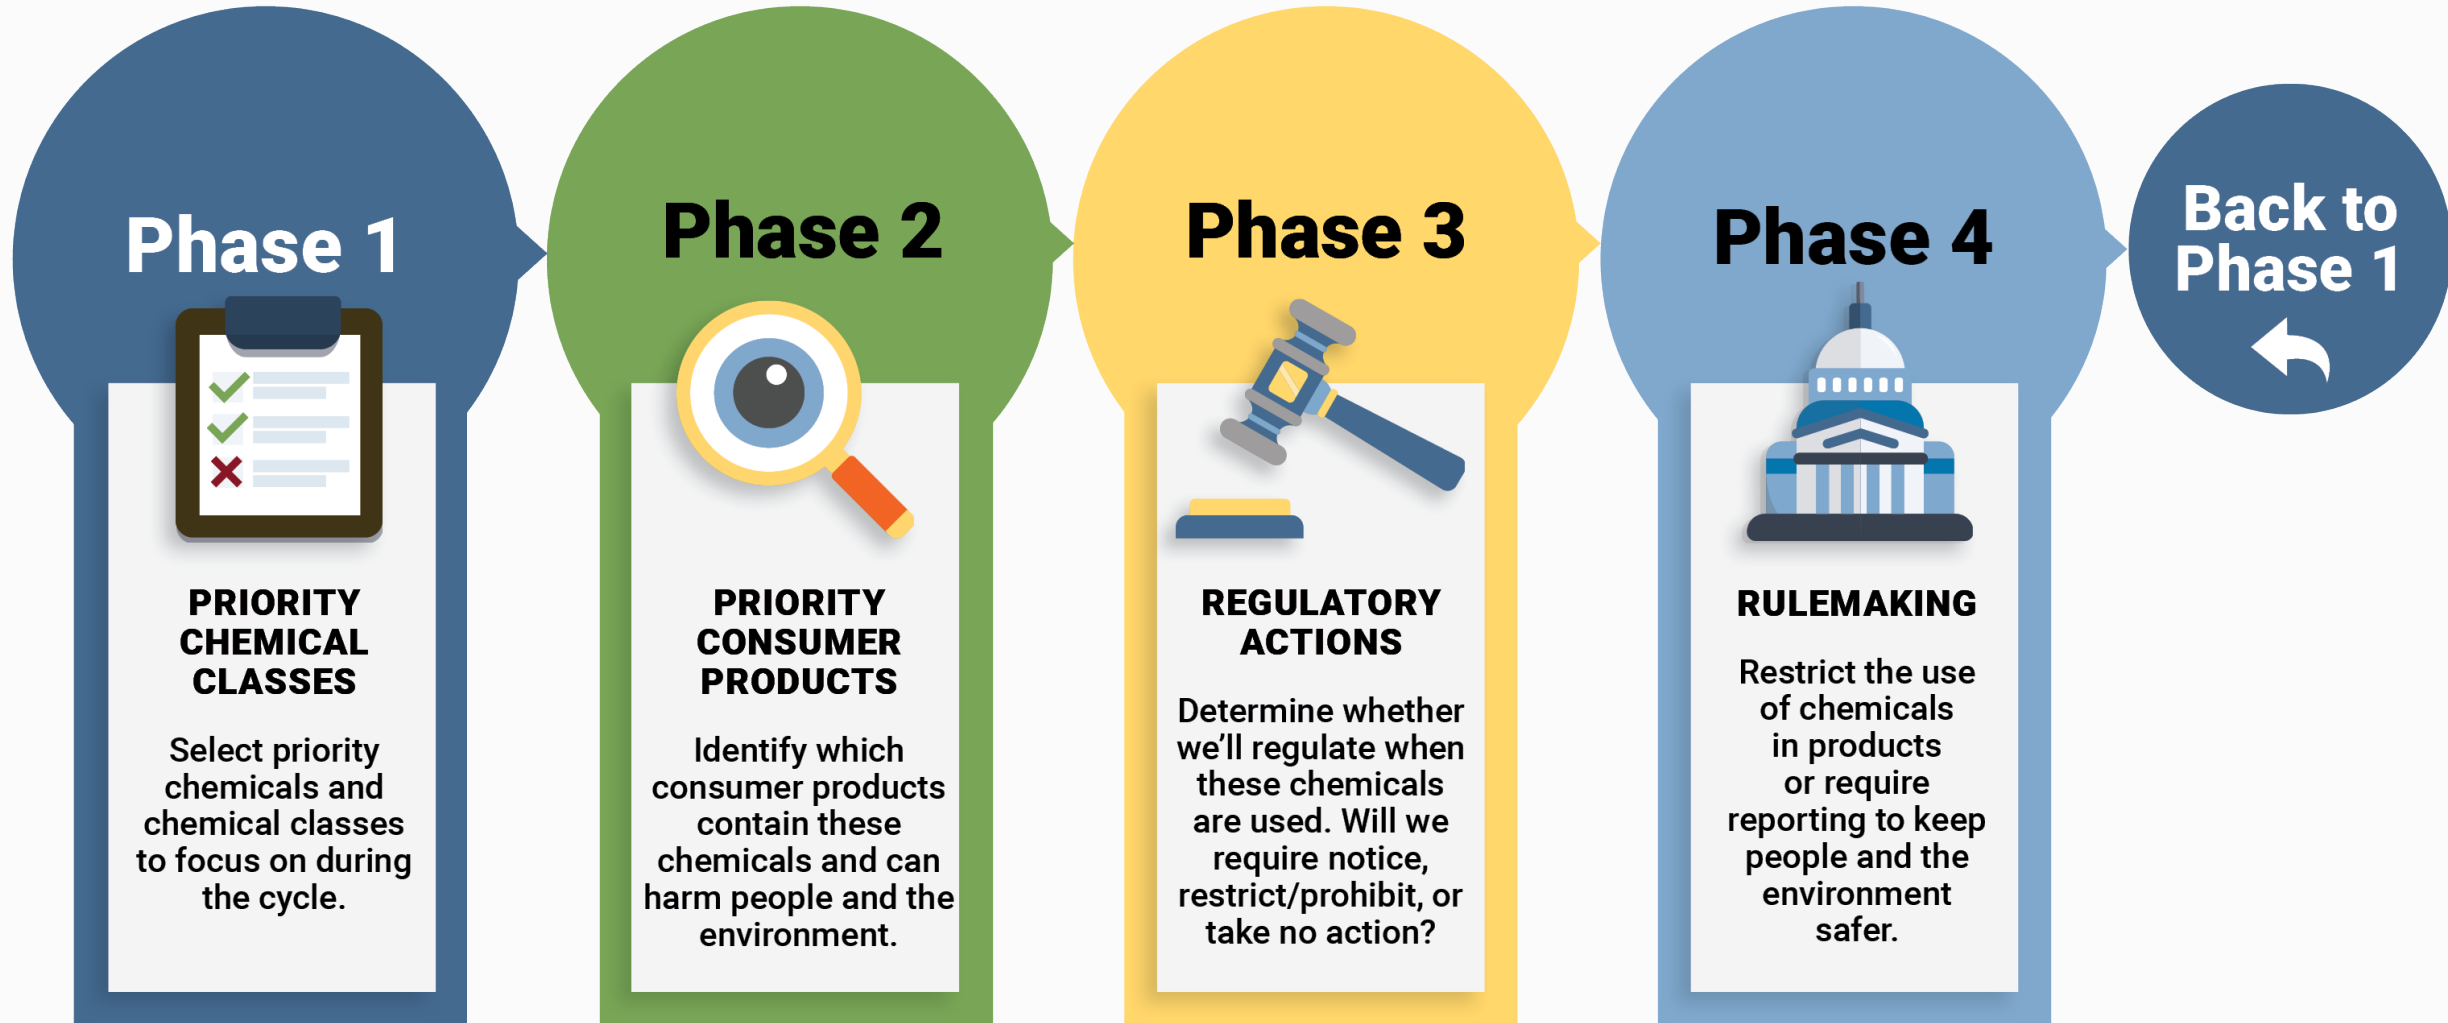 Phase 1
PRIORITY
CHEMICAL
CLASSES
Select priority
chemicals and
chemical classes
to focus on during
the cycle.
Phase 2
PRIORITY
CONSUMER
PRODUCTS
Identify which
consumer products
contain these
chemicals and can
harm people and the
environment.
Phase 3
REGULATORY
ACTIONS
Determine whether
we’ll regulate when
these chemicals
are used. Will we
require notice,
restrict/prohibit, or
take no action?
Phase 4
RULEMAKING
Restrict the use
of chemicals
in products
or require
reporting to keep
people and the
environment
safer.
Back to
Phase 1